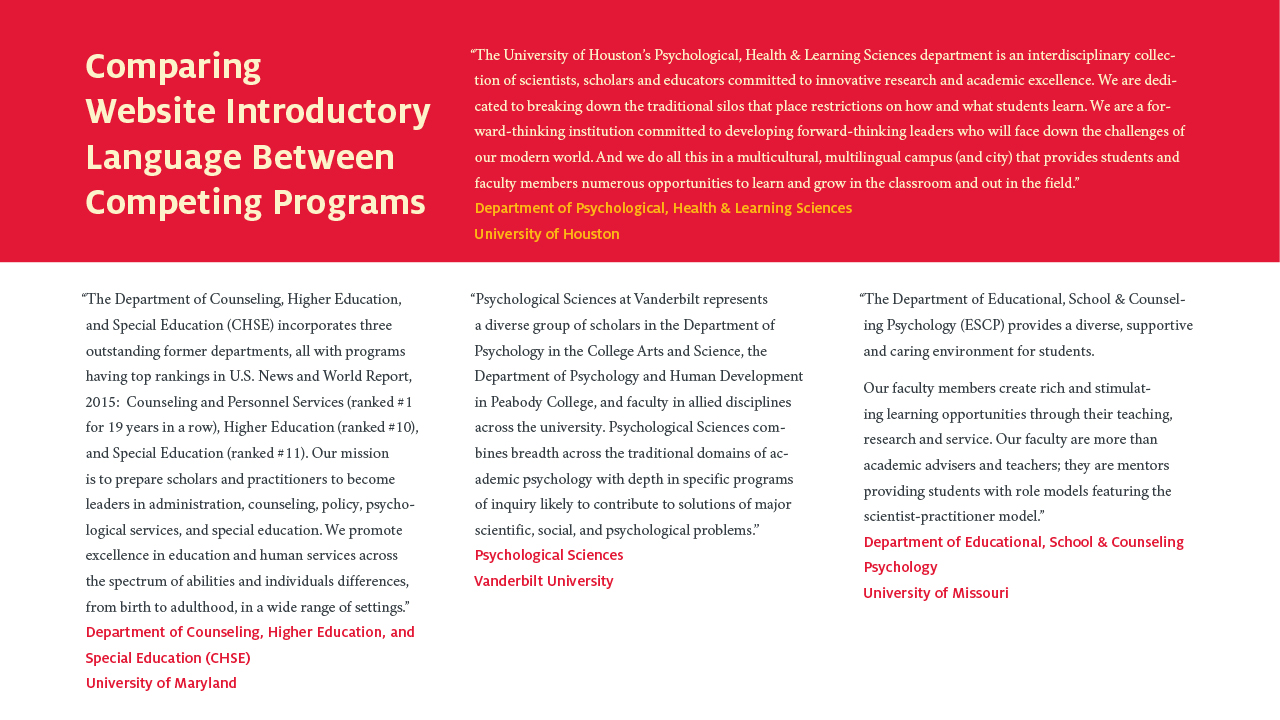 Comparing
Website Introductory
Language Between
Competing Programs
“The University of Houston’s Psychological, Health & Learning Sciences department is an interdisciplinary collec-
tion of scientists, scholars and educators committed to innovative research and academic excellence. We are dedi-
cated to breaking down the traditional silos that place restrictions on how and what students learn. We are a for-
ward-thinking institution committed to developing forward-thinking leaders who will face down the challenges of
our modern world. And we do all this in a multicultural, multilingual campus (and city) that provides students and
faculty members numerous opportunities to learn and grow in the classroom and out in the field.”
Department of Psychological, Health & Learning Sciences
University of Houston
“The Department of Counseling, Higher Education,
and Special Education (CHSE) incorporates three
outstanding former departments, all with programs
having top rankings in U.S. News and World Report,
2015:  Counseling and Personnel Services (ranked #1
for 19 years in a row), Higher Education (ranked #10),
and Special Education (ranked #11). Our mission
is to prepare scholars and practitioners to become
leaders in administration, counseling, policy, psycho-
logical services, and special education. We promote
excellence in education and human services across
the spectrum of abilities and individuals differences,
from birth to adulthood, in a wide range of settings.”
Department of Counseling, Higher Education, and
Special Education (CHSE)
University of Maryland
“Psychological Sciences at Vanderbilt represents
a diverse group of scholars in the Department of
Psychology in the College Arts and Science, the
Department of Psychology and Human Development
in Peabody College, and faculty in allied disciplines
across the university. Psychological Sciences com-
bines breadth across the traditional domains of ac-
ademic psychology with depth in specific programs
of inquiry likely to contribute to solutions of major
scientific, social, and psychological problems.”
Psychological Sciences
Vanderbilt University
“The Department of Educational, School & Counsel-
ing Psychology (ESCP) provides a diverse, supportive
and caring environment for students.
Our faculty members create rich and stimulat-
ing learning opportunities through their teaching,
research and service. Our faculty are more than
academic advisers and teachers; they are mentors
providing students with role models featuring the
scientist-practitioner model.”
Department of Educational, School & Counseling
Psychology
University of Missouri